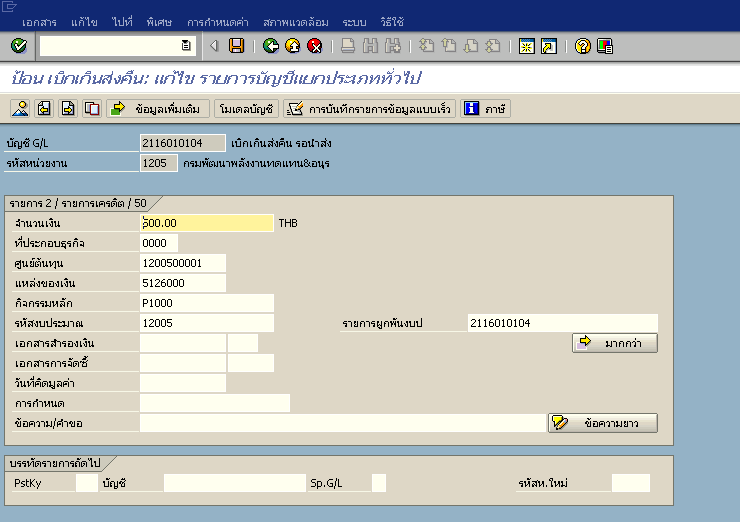 เอกสาร แก้ไข ไปที่ พิเศษ การกำหนดค่า สภาพแวดล้อม ระบบ วิธีใช้
ป้อน เบิกเกินส่งคืน: แก้ไข รายการบัญชีแยกประเภททั่วไป
ข้อมูลเพิ่มเติม โมเดลบัญชี การบันทึกรายการข้อมูลแบบเร็ว ภาษี
บัญชี G/L 2116010104 เบิกเกินส่งคืน รอนำส่ง
รหัสหน่วยงาน 1205 กรมพัฒนาพลังงานทดแทน&อนุร
รายการ 2 / รายการเครดิต / 50
จำนวนเงิน 500.00 THB
ที่ประกอบธุรกิจ 0000
ศูนย์ต้นทุน 1200500001
แหล่งของเงิน 5126000
กิจกรรมหลัก P1000
รหัสงบประมาณ 12005 รายการผูกพันงบป 2116010104
เอกสารสำรองเงิน มากกว่า
เอกสารการจัดซื้
วันที่คิดมูลค่า
การกำหนด
ข้อความ/คำขอ ข้อความยาว
บรรทัดรายการถัดไป
PstKy บัญชี Sp.G/L รหัสห.ใหม่